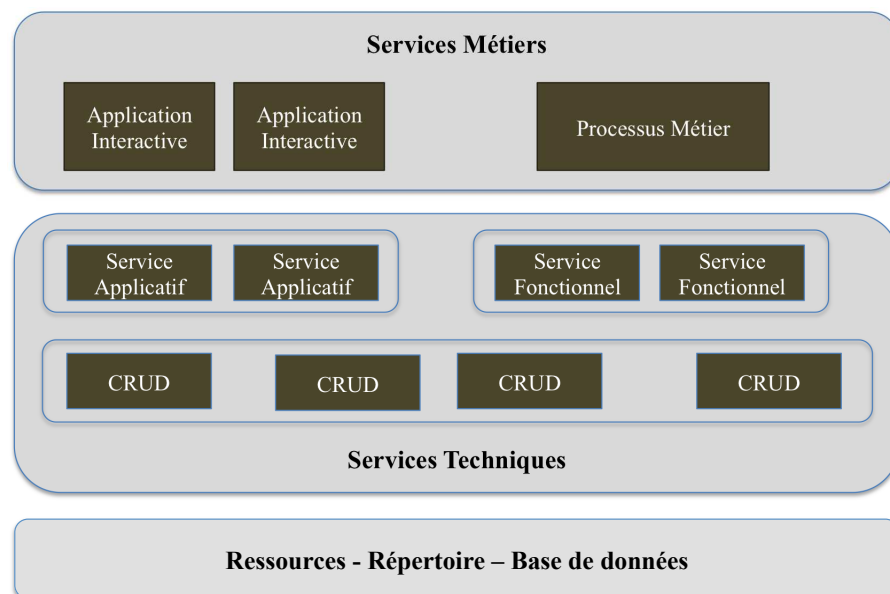 Services Métiers
Application
Interactive
Application
Interactive
Processus Métier
Service
Applicatif
Service
Applicatif
Service
Fonctionnel
Service
Fonctionnel
CRUD
CRUD
CRUD
CRUD
Services Techniques
Ressources - Répertoire – Base de données